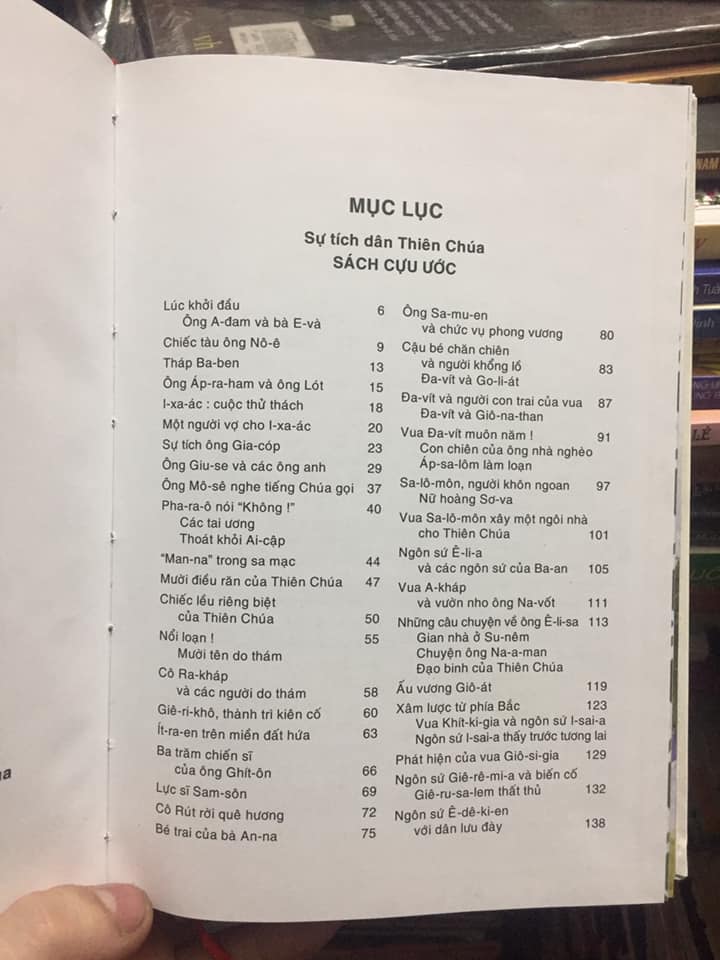 MỤC LỤC
Sự tích dân Thiên Chúa
SÁCH CỰU ƯỚC
Lúc khởi đầu 6
Ông A-đam và bà E-và
Chiếc tàu ông Nô-ê 9
Tháp Ba-ben 13
Ông Áp-ra-ham và ông Lót 15
I-xa-ác : cuộc thử thách 18
Một người vợ cho I-xa-ác 20
Sự tích ông Gia-cóp 23
Ông Giu-se và các ông anh 29
Ông Mô-sê nghe tiếng Chúa gọi 37
Pha-ra-ô nói “Không !” 40
Các tai ương
Thoát khỏi Ai-cập
“Man-na” trong sa mạc 44
Mười điều răn của Thiên Chúa 47
Chiếc lều riêng biệt
của Thiên Chúa 50
Nổi loạn ! 55
Mười tên do thám
Cô Ra-kháp
và các người do thám 58
Giê-ri-khô, thành trì kiên cố 60
Ít-ra-en trên miền đất hứa 63
Ba trăm chiến sĩ
của ông Ghít-ôn 66
Lực sĩ Sam-sôn 69
Cô Rút rời quê hương 72
Bé trai của bà An-na 75
Ông Sa-mu-en
và chức vụ phong vương 80
Cậu bé chăn chiên
và người khổng lồ 83
Đa-vít và Go-li-át
Đa-vít và người con trai của vua 87
Đa-vít và Giô-na-than
Vua Đa-vít muôn năm ! 91
Con chiên của ông nhà nghèo
Áp-sa-lôm làm loạn
Sa-lô-môn, người khôn ngoan 97
Nữ hoàng Sơ-va
Vua Sa-lô-môn xây một ngôi nhà
cho Thiên Chúa 101
Ngôn sứ Ê-li-a
và các ngôn sứ của Ba-an 105
Vua A-kháp
và vườn nho ông Na-vốt 111
Những câu chuyện về ông Ê-li-sa 113
Gian nhà ở Su-nêm
Chuyện ông Na-a-man
Đạo binh của Thiên Chúa
Ấu vương Giô-át 119
Xâm lược từ phía Bắc 123
Vua Khít-ki-gia và ngôn sứ I-sai-a
Ngôn sứ I-sai-a thấy trước tương lai
Phát hiện của vua Giô-si-gia 129
Ngôn sứ Giê-rê-mi-a và biến cố
Giê-ru-sa-lem thất thủ 132
Ngôn sứ Ê-dê-ki-en
với dân lưu đày 138